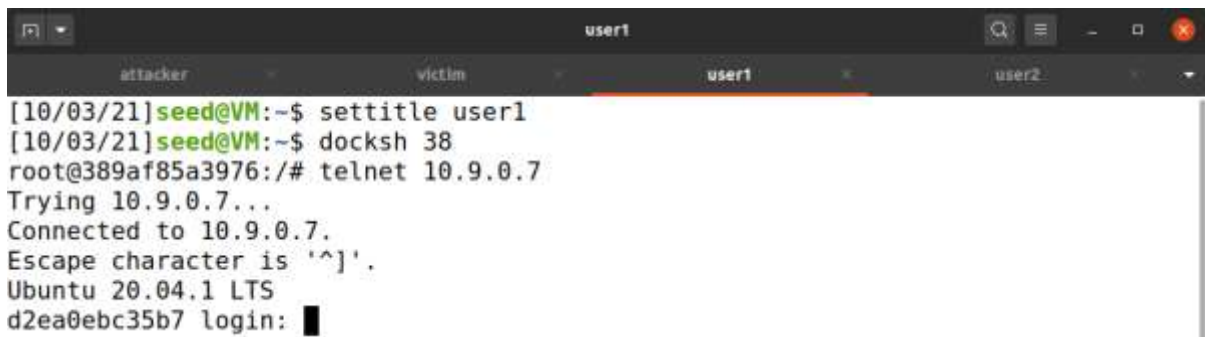 user1
attacker victim user1 user2
[10/03/21]seed@VM:~$ settitle user1
[10/03/21]seed@VM:~$ docksh 38
root@389af85a3976:/# telnet 10.9.0.7
Trying 10.9.0.7...
Connected to 10.9.0.7.
Escape character is '^]'.
Ubuntu 20.04.1 LTS
d2ea0ebc35b7 login: